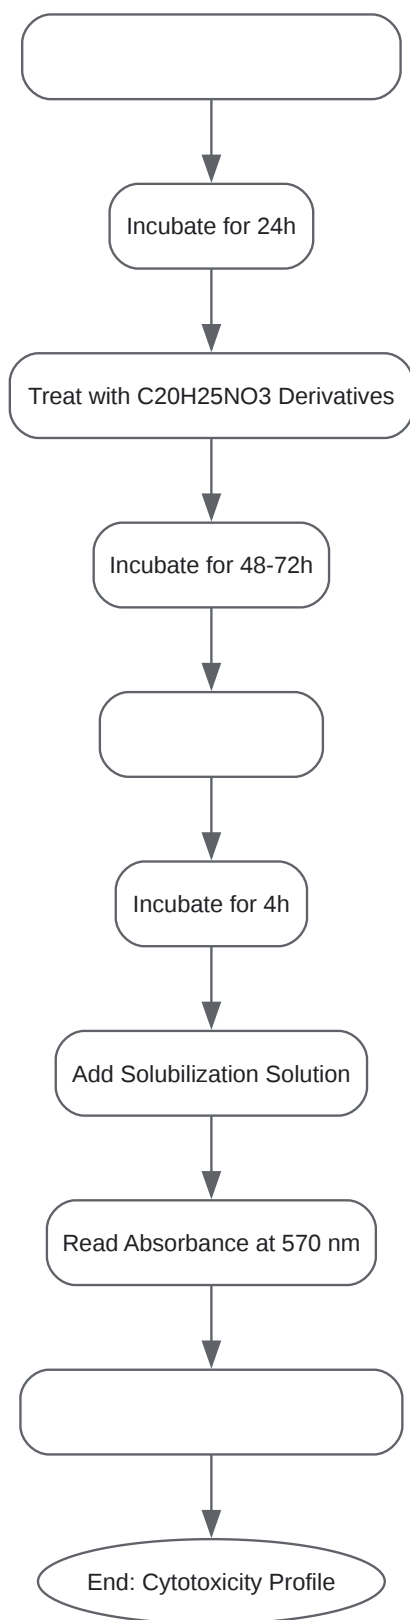 Incubate for 24h
Treat with C20H25NO3 Derivatives
Incubate for 48-72h
Incubate for 4h
Add Solubilization Solution
Read Absorbance at 570 nm
End: Cytotoxicity Profile